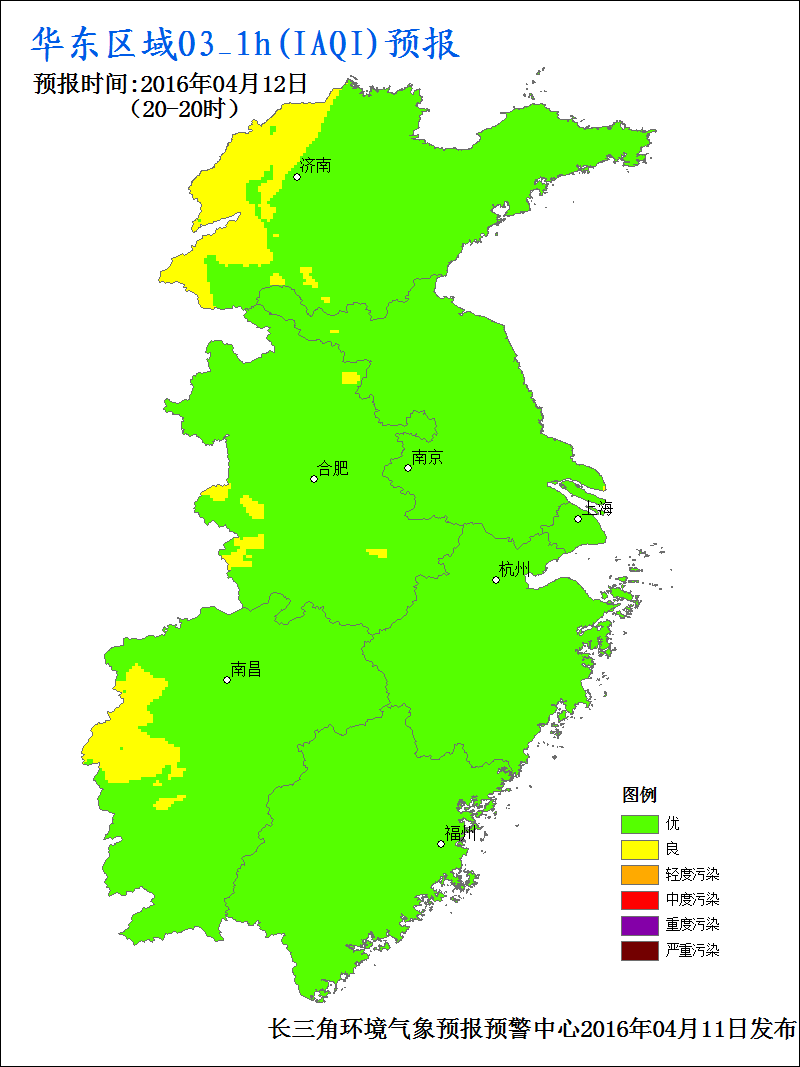 华东区域O3_1h(IAQI)预报
预报时间:2016年04月12日
（20-20时）
济南
南京
合肥
上海
杭州
南昌
福州
图例
优
良
轻度污染
中度污染
重度污染
严重污染
长三角环境气象预报预警中心2016年04月11日发布